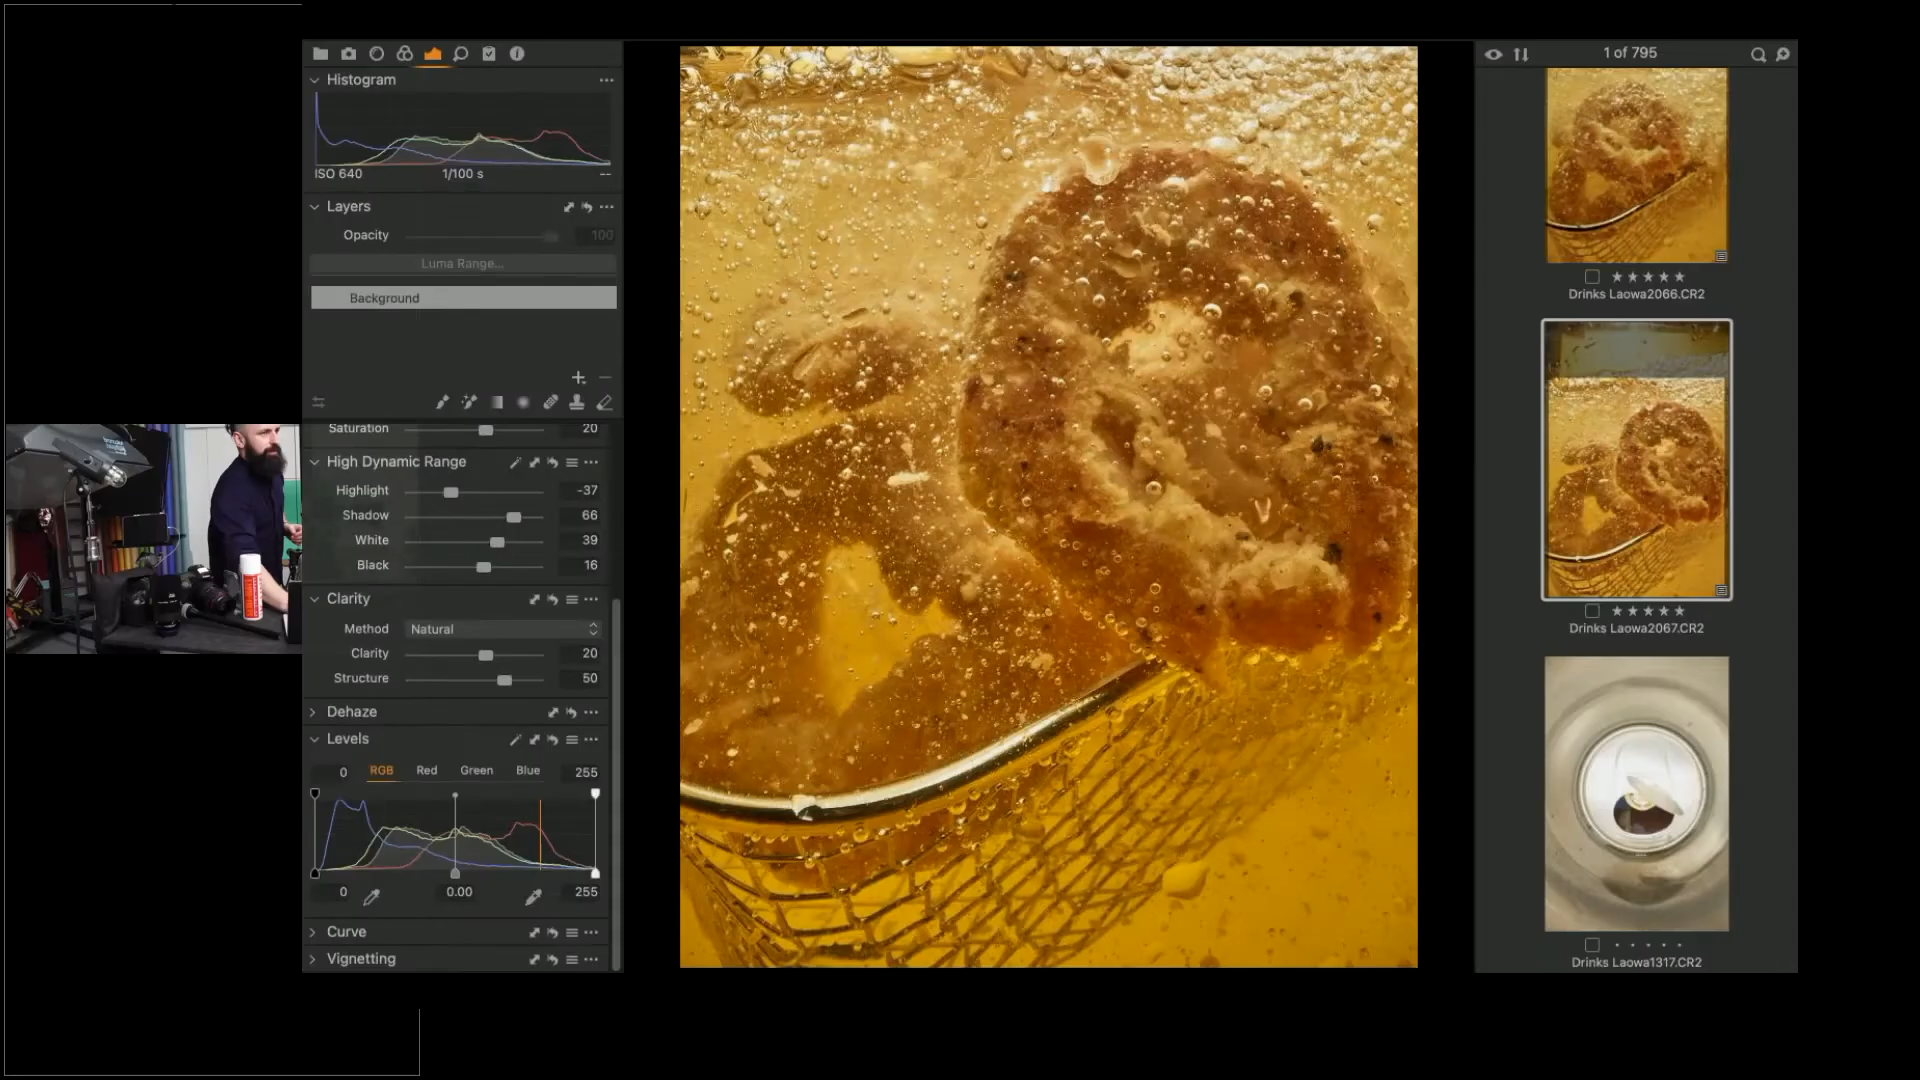 Histogram
ISO 640 1/100 s --
Layers
Opacity 100
Luma Range...
Background
Saturation 20
High Dynamic Range
Highlight -37
Shadow 66
White 39
Black 16
Clarity
Method Natural
Clarity 20
Structure 50
Dehaze
Levels
0 RGB Red Green Blue 255
0 0.00 255
Curve
Vignetting
1 of 795
Drinks Laowa2066.CR2
Drinks Laowa2067.CR2
Drinks Laowa1317.CR2